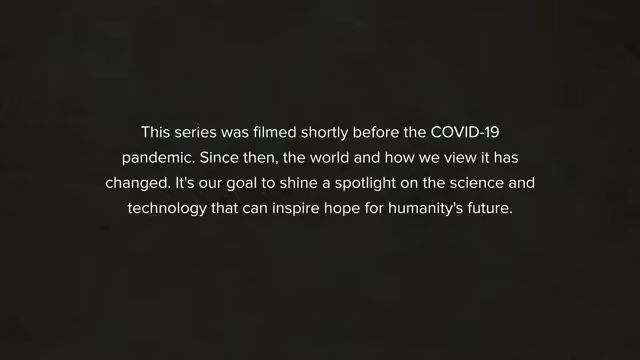 This series was filmed shortly before the COVID-19
pandemic. Since then, the world and how we view it has
changed. It's our goal to shine a spotlight on the science and
technology that can inspire hope for humanity's future.